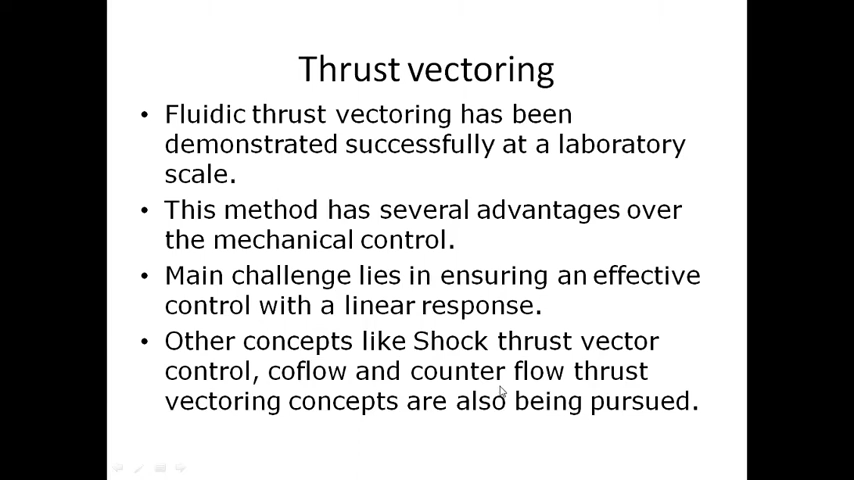 Thrust vectoring
• Fluidic thrust vectoring has been
demonstrated successfully at a laboratory
scale.
• This method has several advantages over
the mechanical control.
• Main challenge lies in ensuring an effective
control with a linear response.
• Other concepts like Shock thrust vector
control, coflow and counter flow thrust
vectoring concepts are also being pursued.